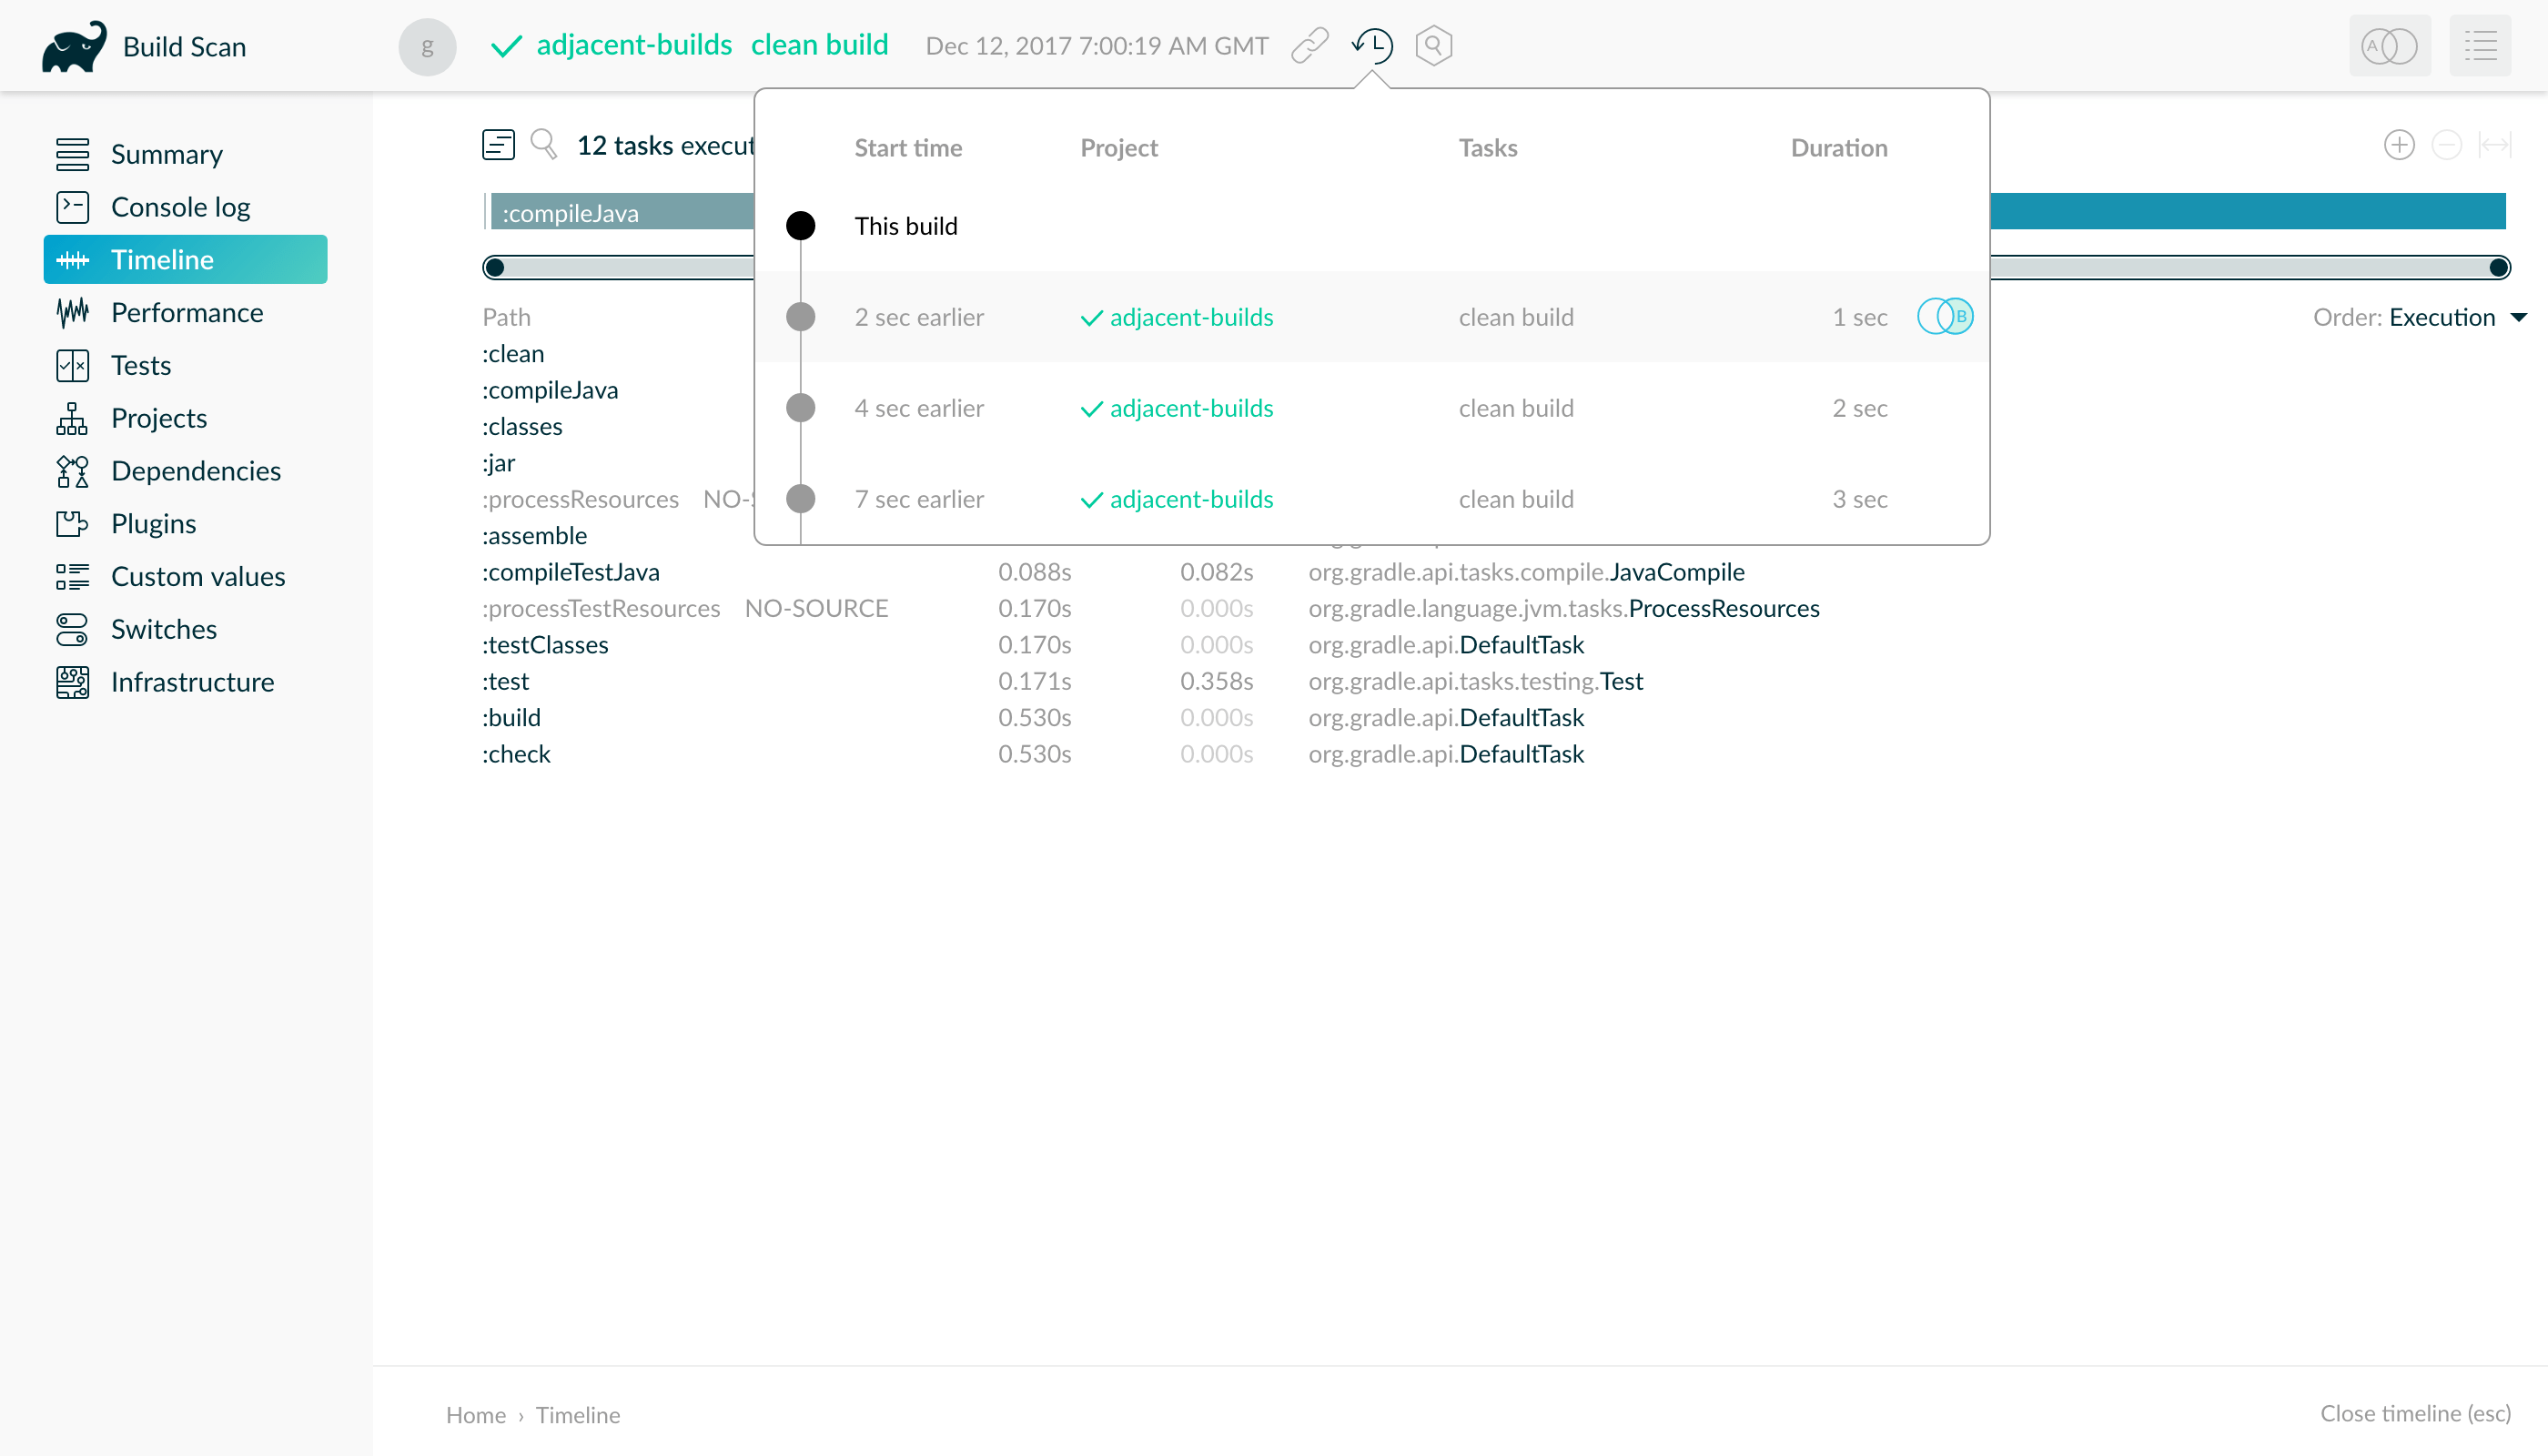 Build Scan
g adjacent-builds clean build Dec 12, 2017 7:00:19 AM GMT
A
Summary
Console log
Timeline
Performance
Tests
Projects
Dependencies
Plugins
Custom values
Switches
Infrastructure
12 tasks
:compileJava
Start time Project Tasks Duration
This build
2 sec earlier adjacent-builds clean build 1 sec B
4 sec earlier adjacent-builds clean build 2 sec
7 sec earlier adjacent-builds clean build 3 sec
Path Order: Execution
:clean
:compileJava
:classes
:jar
:processResources
:assemble
:compileTestJava 0.088s 0.082s org.gradle.api.tasks.compile.JavaCompile
:processTestResources NO-SOURCE 0.170s 0.000s org.gradle.language.jvm.tasks.ProcessResources
:testClasses 0.170s 0.000s org.gradle.api.DefaultTask
:test 0.171s 0.358s org.gradle.api.tasks.testing.Test
:build 0.530s 0.000s org.gradle.api.DefaultTask
:check 0.530s 0.000s org.gradle.api.DefaultTask
Home › Timeline
Close timeline (esc)